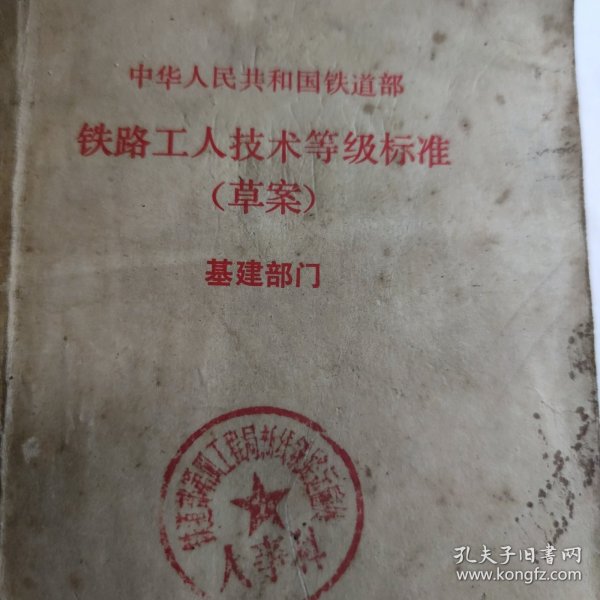 中华人民共和国铁道部
铁路工人技术等级标准
(草案)
基建部门
人事科
孔夫子旧书网
www.kongfz.com